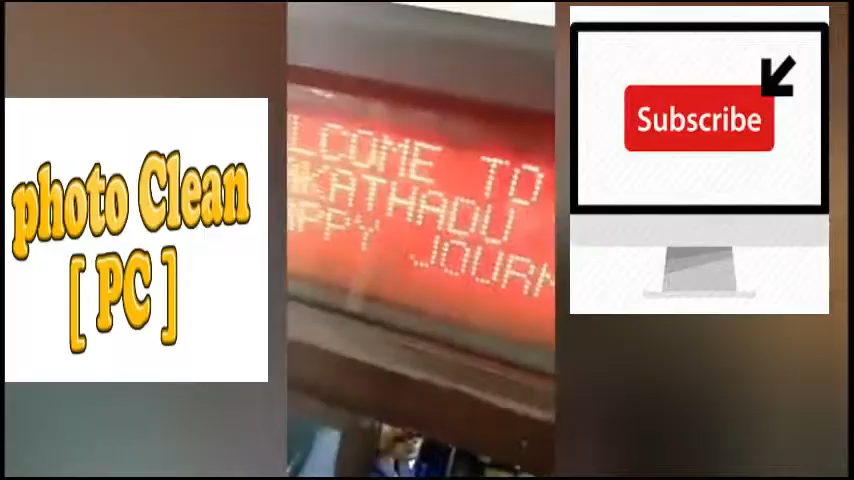 photo Clean
[ PC ]
LCOME TO
KATHADU
PPY JOURN
Subscribe